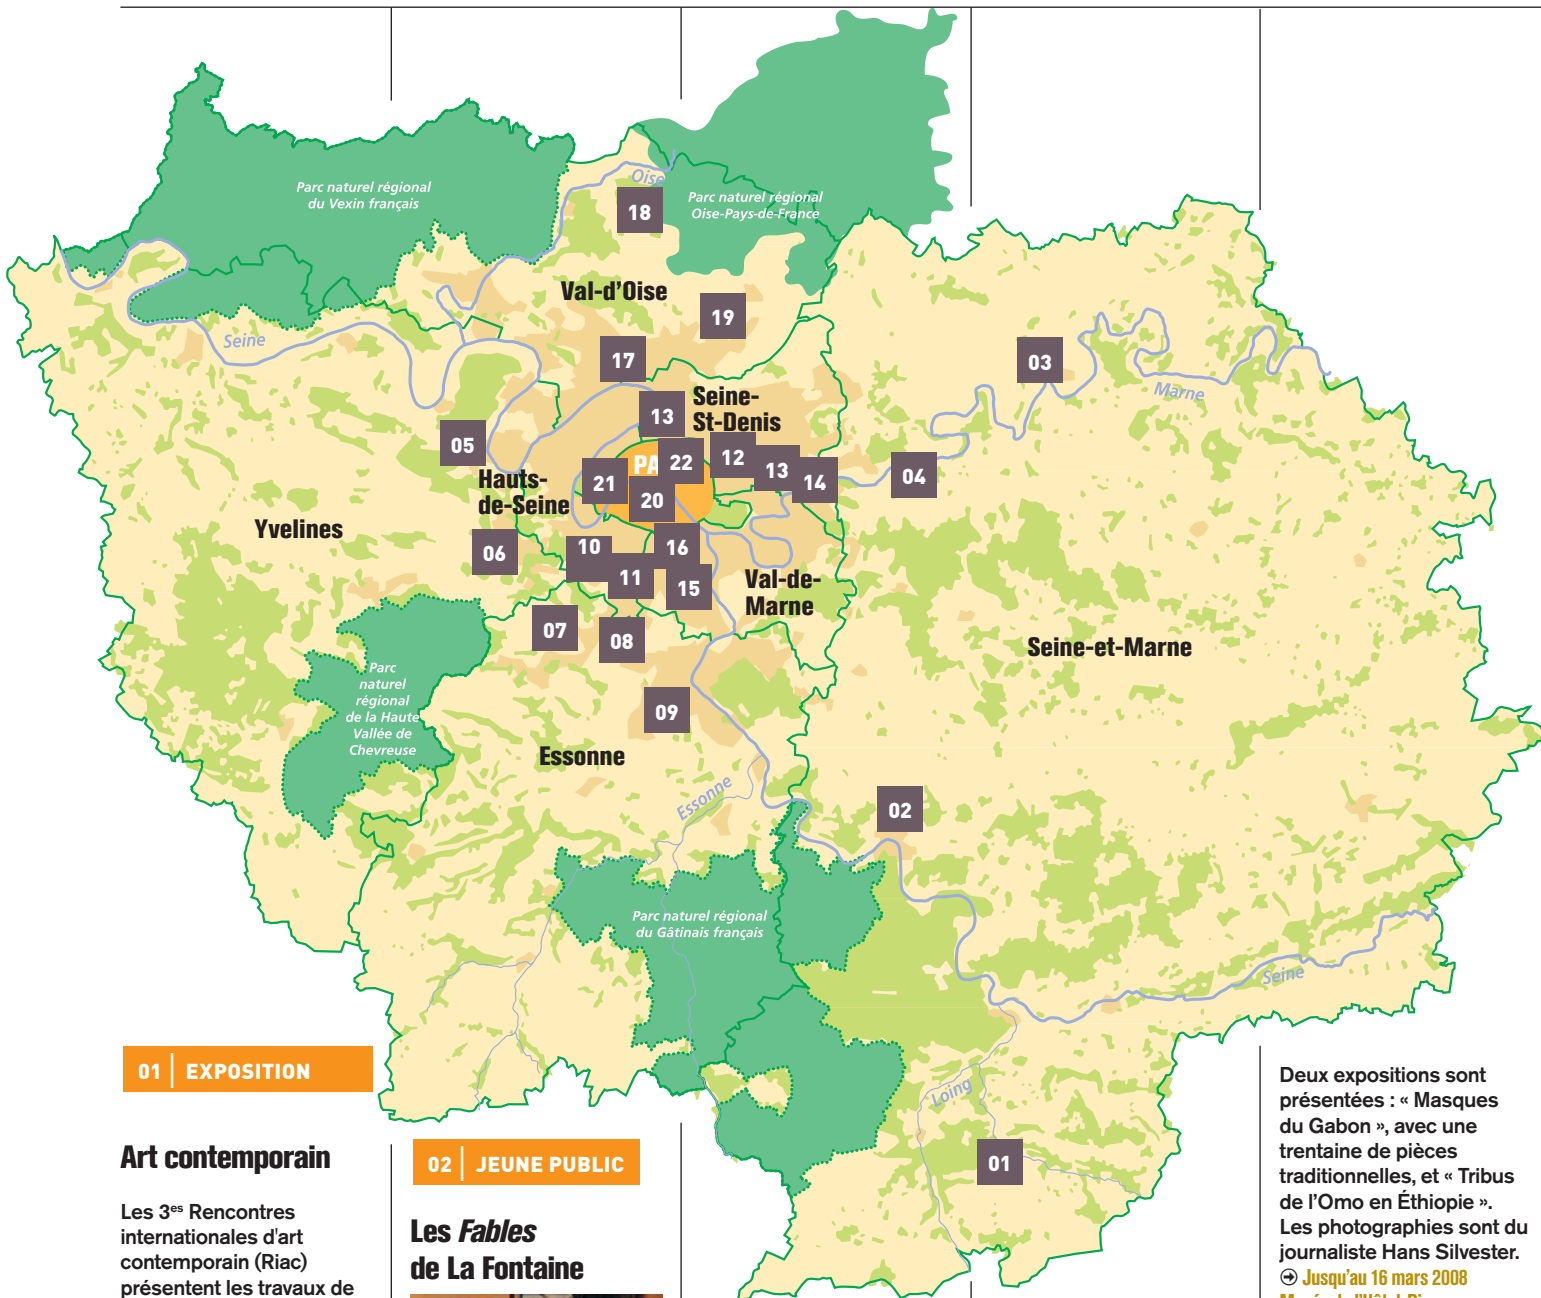 Parc naturel régional
du Vexin français
Oise
Parc naturel régional
Oise-Pays-de-France
18
Val-d'Oise
19
Seine
17
03
Marne
Seine-
St-Denis
13
05
PA
22
12
13
14
04
Hauts-
de-Seine
21
20
Yvelines
06
10
16
11
15
Val-de-
Marne
07
08
Seine-et-Marne
Parc
naturel
régional
de la Haute
Vallée de
Chevreuse
09
Essonne
Essonne
02
Parc naturel régional
du Gâtinais français
Seine
Loing
01
01 | EXPOSITION
Art contemporain
Les 3es Rencontres
internationales d'art
contemporain (Riac)
présentent les travaux de
02 | JEUNE PUBLIC
Les Fables
de La Fontaine
Deux expositions sont
présentées : « Masques
du Gabon », avec une
trentaine de pièces
traditionnelles, et « Tribus
de l'Omo en Éthiopie ».
Les photographies sont du
journaliste Hans Silvester.
Jusqu'au 16 mars 2008